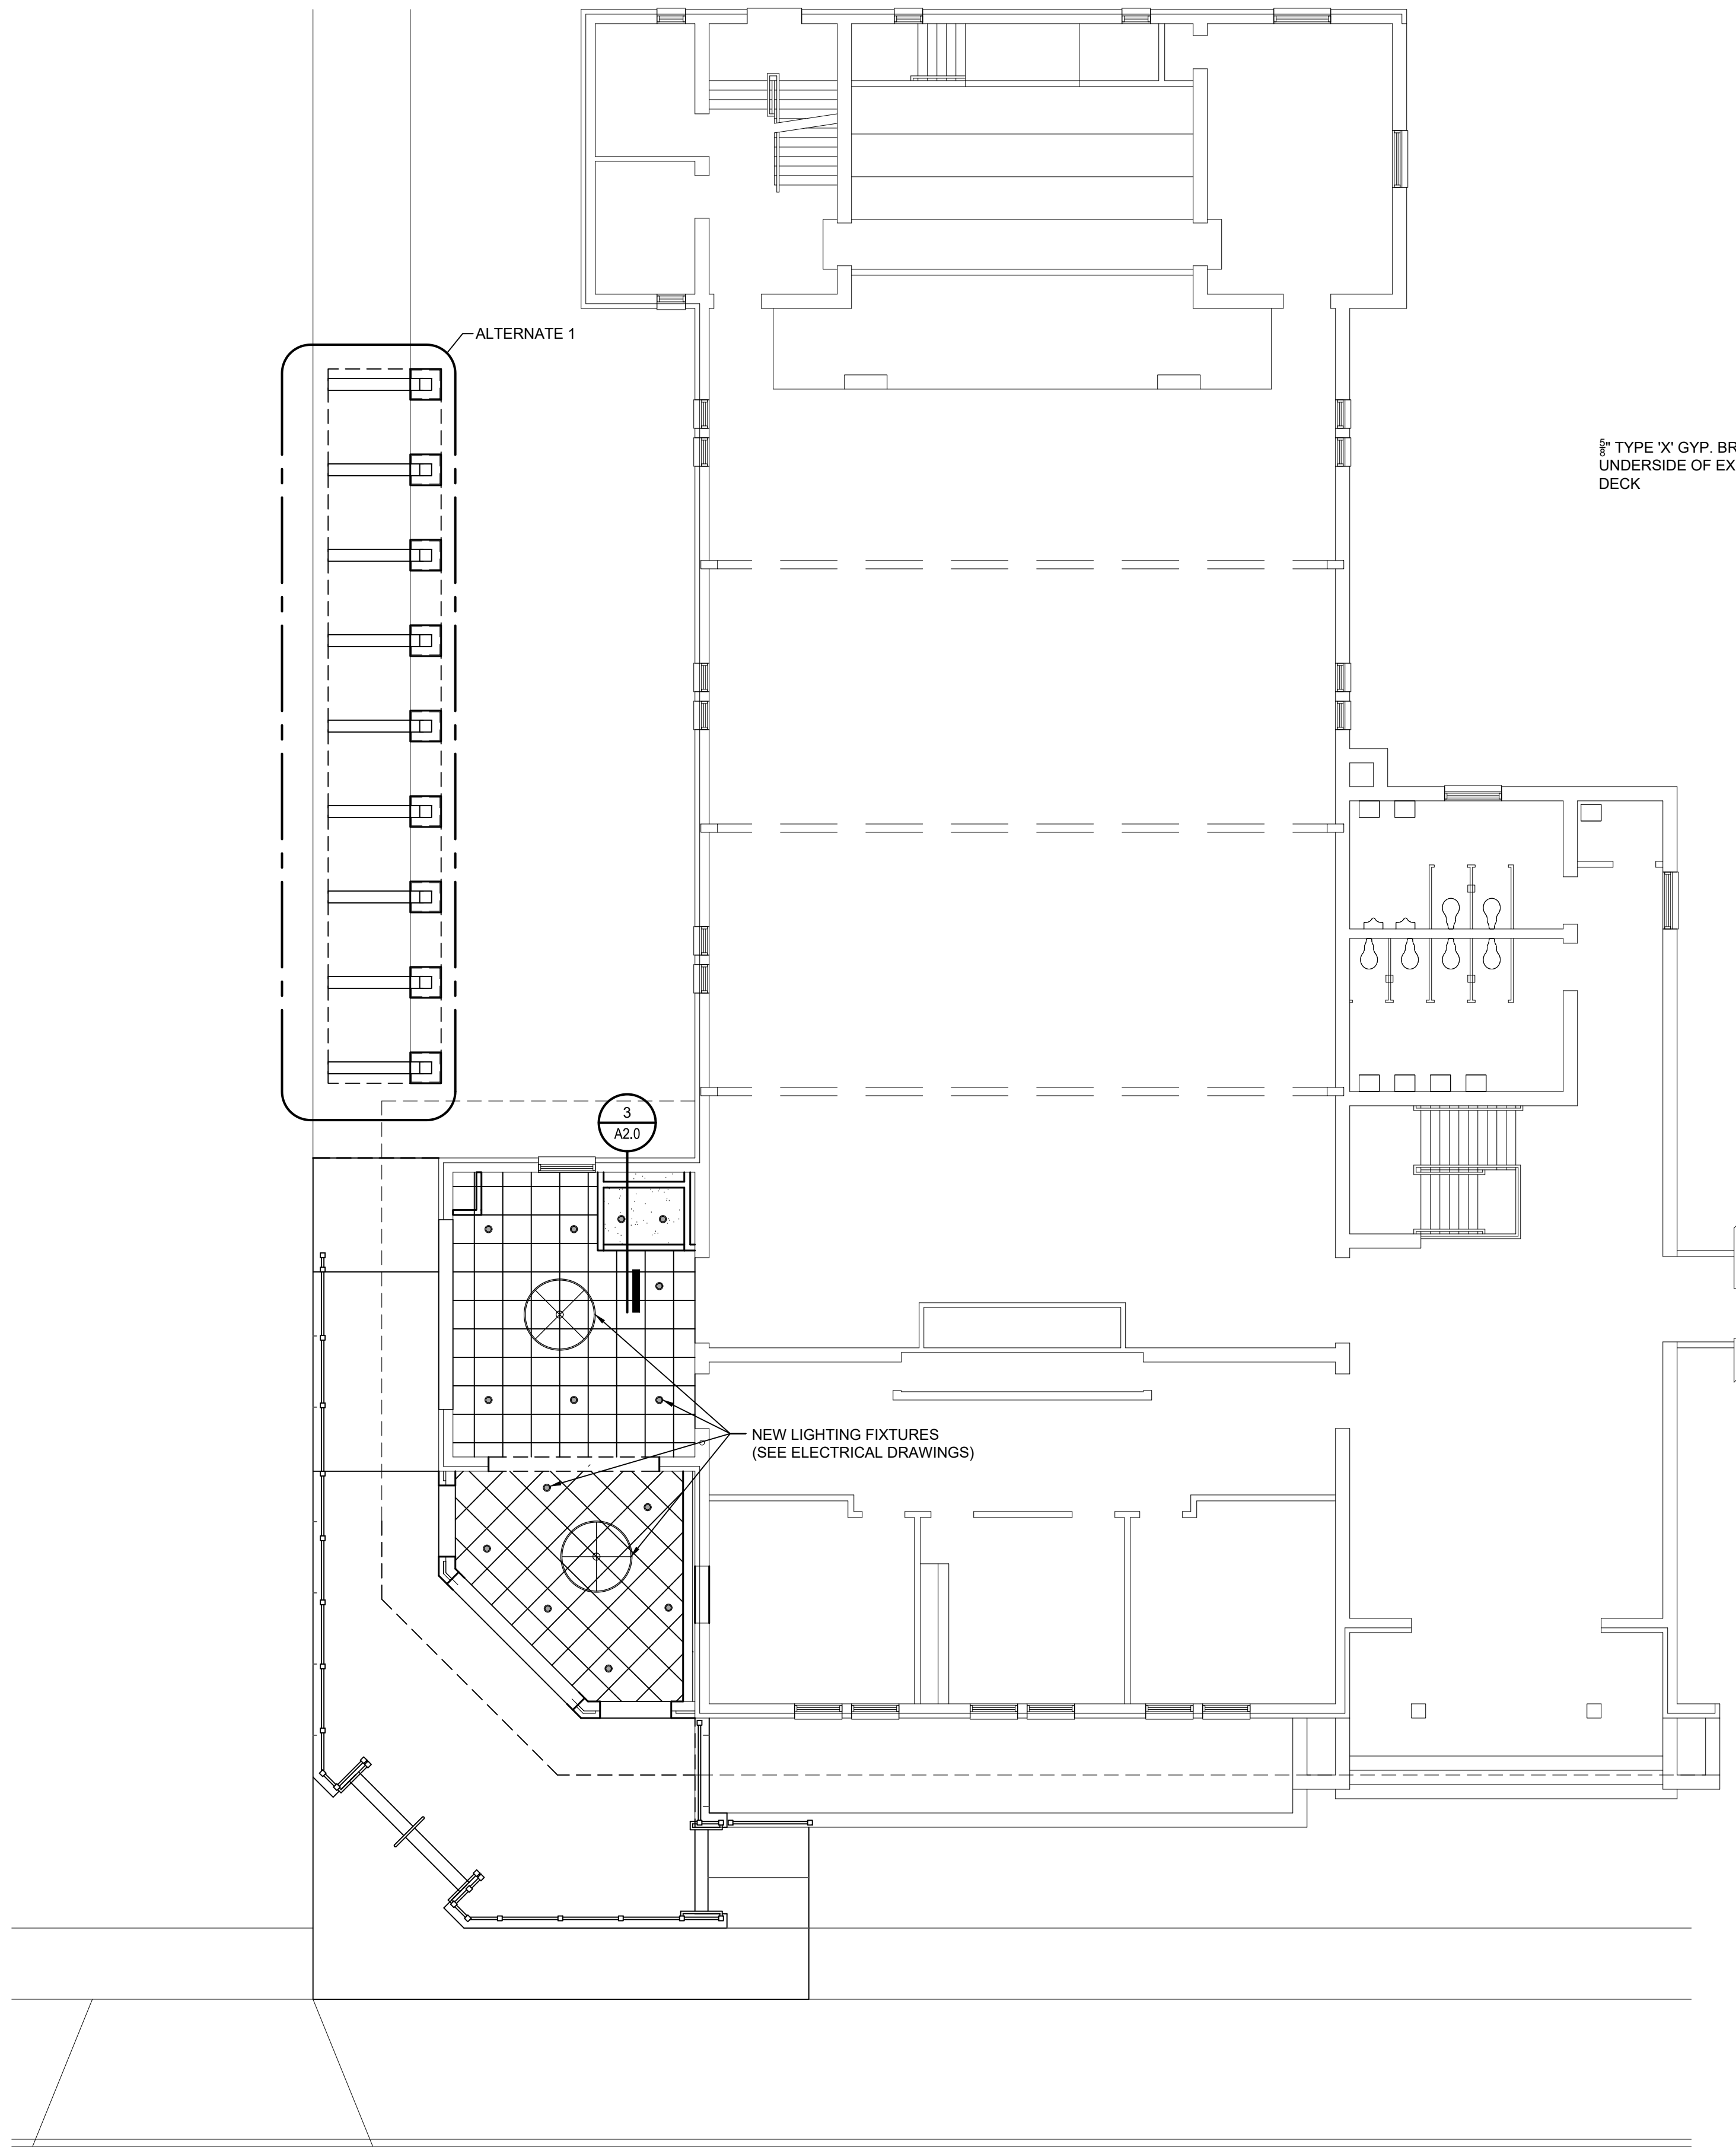 ALTERNATE 1
5/8" TYPE 'X' GYP. BR
UNDERSIDE OF EX
DECK
3
A2.0
NEW LIGHTING FIXTURES
(SEE ELECTRICAL DRAWINGS)